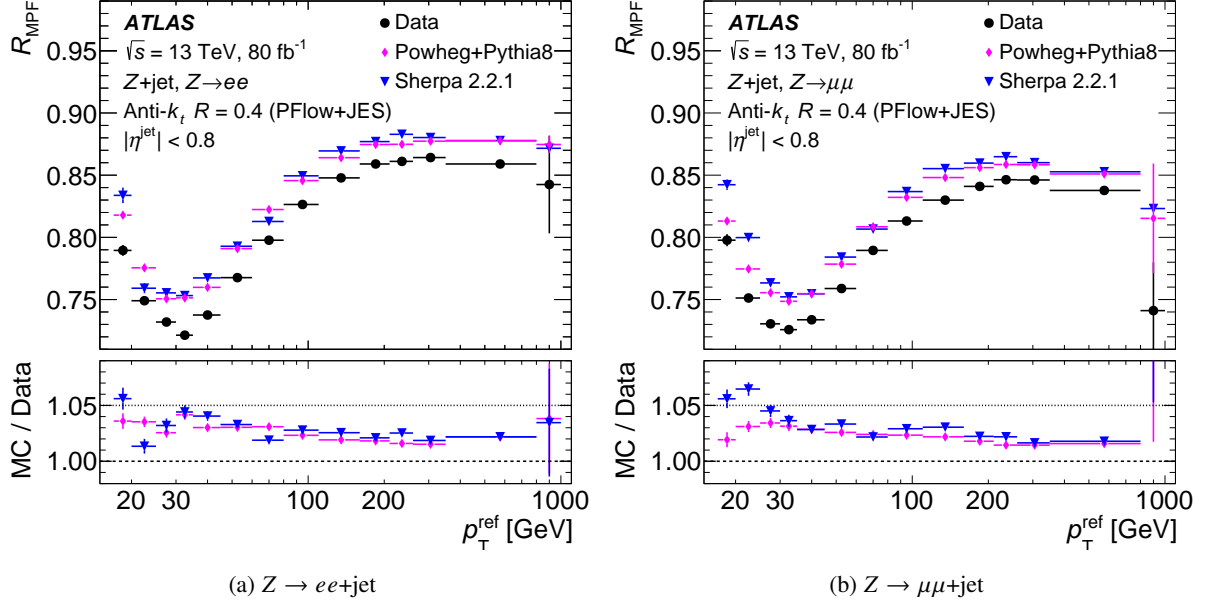 R_MPF
0.95
0.90
0.85
0.80
0.75
ATLAS
√s = 13 TeV, 80 fb⁻¹
Z+jet, Z→ee
Anti-k_t R = 0.4 (PFlow+JES)
|η^jet| < 0.8
Data
Powheg+Pythia8
Sherpa 2.2.1
MC / Data
1.05
1.00
20 30 100 200 1000
p_T^ref [GeV]
(a) Z → ee+jet
R_MPF
0.95
0.90
0.85
0.80
0.75
ATLAS
√s = 13 TeV, 80 fb⁻¹
Z+jet, Z→μμ
Anti-k_t R = 0.4 (PFlow+JES)
|η^jet| < 0.8
Data
Powheg+Pythia8
Sherpa 2.2.1
MC / Data
1.05
1.00
20 30 100 200 1000
p_T^ref [GeV]
(b) Z → μμ+jet